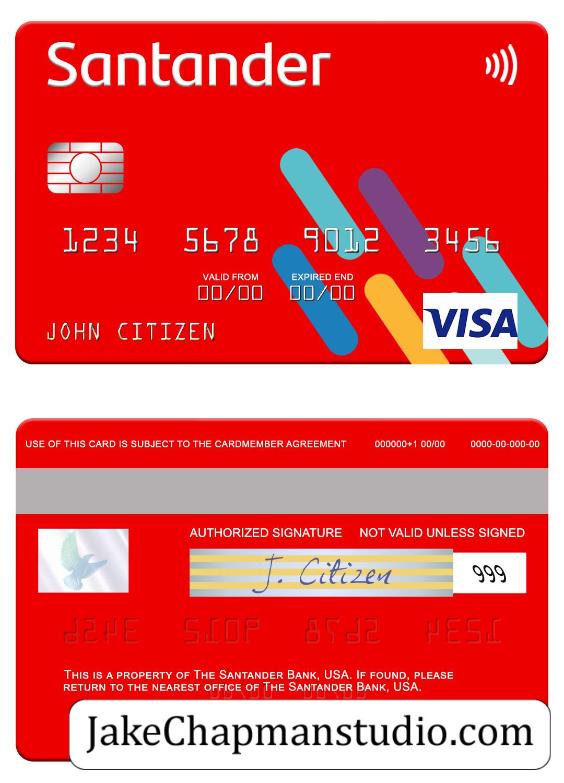 Santander
1234 5678 9012 3456
VALID FROM EXPIRED END
00/00 00/00
JOHN CITIZEN
VISA
USE OF THIS CARD IS SUBJECT TO THE CARDMEMBER AGREEMENT 000000+1 00/00 0000-00-000-00
AUTHORIZED SIGNATURE NOT VALID UNLESS SIGNED
J. Citizen 999
THIS IS A PROPERTY OF THE SANTANDER BANK, USA. IF FOUND, PLEASE
RETURN TO THE NEAREST OFFICE OF THE SANTANDER BANK, USA.
JakeChapmanstudio.com